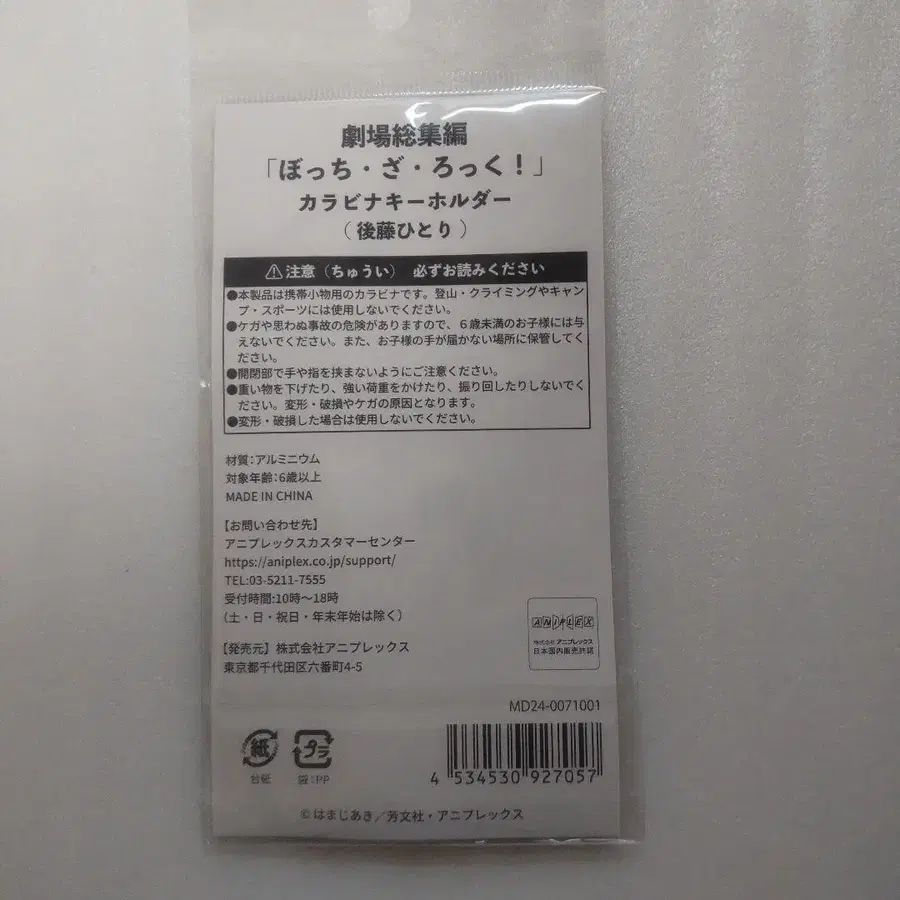 劇場総集編
「ぼっち・ざ・ろっく！」
カラビナキーホルダー
（後藤ひとり）
⚠注意（ちゅうい） 必ずお読みください
●本製品は携帯小物用のカラビナです。登山・クライミングやキャン
プ・スポーツには使用しないでください。
●ケガや思わぬ事故の危険がありますので、６歳未満のお子様には与
えないでください。また、お子様の手が届かない場所に保管してく
ださい。
●開閉部で手や指を挟まないようにご注意ください。
●重い物を下げたり、強い荷重をかけたり、振り回したりしないでく
ださい。変形・破損やケガの原因となります。
●変形・破損した場合は使用しないでください。
材質：アルミニウム
対象年齢：6歳以上
MADE IN CHINA
【お問い合わせ先】
アニプレックスカスタマーセンター
https://aniplex.co.jp/support/
TEL:03-5211-7555
受付時間：10時～18時
（土・日・祝日・年末年始は除く）
【発売元】株式会社アニプレックス
東京都千代田区六番町4-5
ANIPLEX
株式会社アニプレックス
日本国内販売許諾
MD24-0071001
紙
台紙
プラ
袋：PP
4 534530 927057
©はまじあき／芳文社・アニプレックス